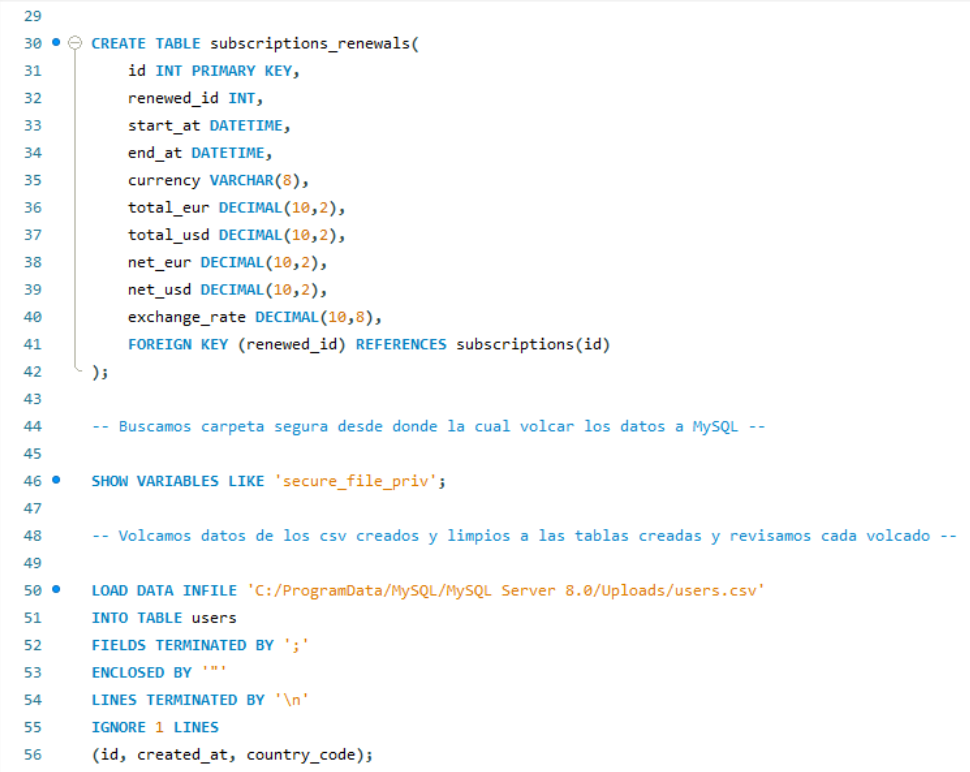 29
30 CREATE TABLE subscriptions_renewals(
31 id INT PRIMARY KEY,
32 renewed_id INT,
33 start_at DATETIME,
34 end_at DATETIME,
35 currency VARCHAR(8),
36 total_eur DECIMAL(10,2),
37 total_usd DECIMAL(10,2),
38 net_eur DECIMAL(10,2),
39 net_usd DECIMAL(10,2),
40 exchange_rate DECIMAL(10,8),
41 FOREIGN KEY (renewed_id) REFERENCES subscriptions(id)
42 );
43
44 -- Buscamos carpeta segura desde donde la cual volcar los datos a MySQL --
45
46 SHOW VARIABLES LIKE 'secure_file_priv';
47
48 -- Volcamos datos de los csv creados y limpios a las tablas creadas y revisamos cada volcado --
49
50 LOAD DATA INFILE 'C:/ProgramData/MySQL/MySQL Server 8.0/Uploads/users.csv'
51 INTO TABLE users
52 FIELDS TERMINATED BY ';'
53 ENCLOSED BY '"'
54 LINES TERMINATED BY '\n'
55 IGNORE 1 LINES
56 (id, created_at, country_code);